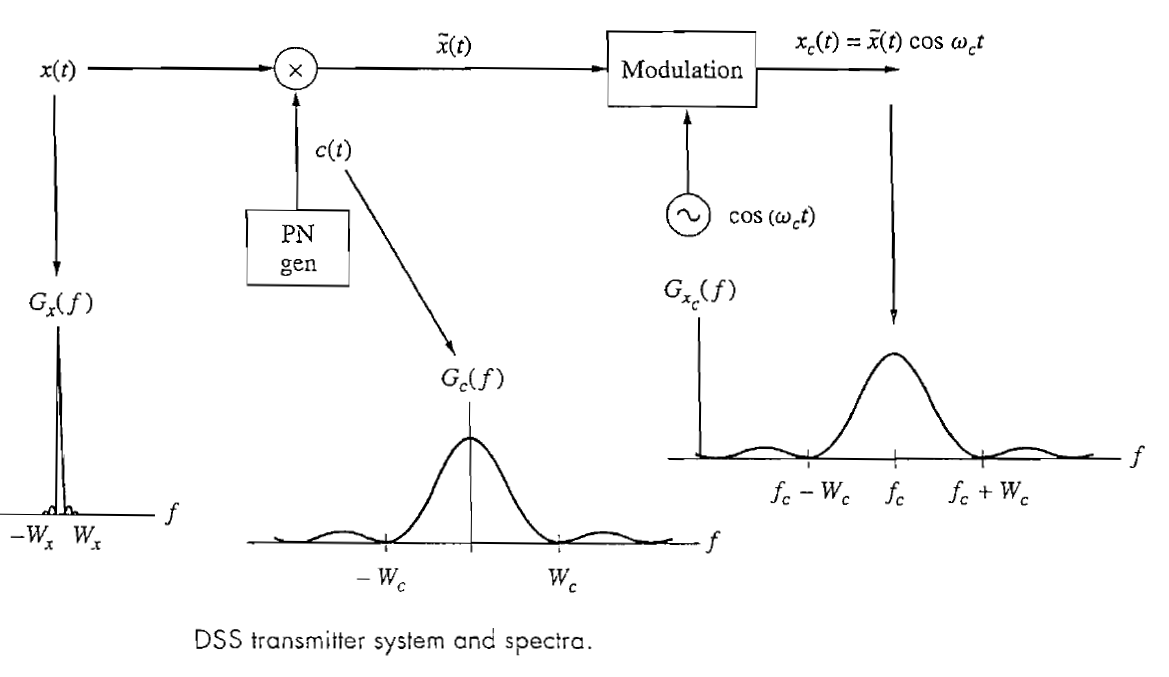 x(t)
×
x̃(t)
Modulation
x_c(t) = x̃(t) cos ω_c t
c(t)
PN
gen
cos (ω_c t)
G_x(f)
G_c(f)
G_{x_c}(f)
f
−W_x W_x
f
− W_c W_c
f
f_c − W_c f_c f_c + W_c
DSS transmitter system and spectra.